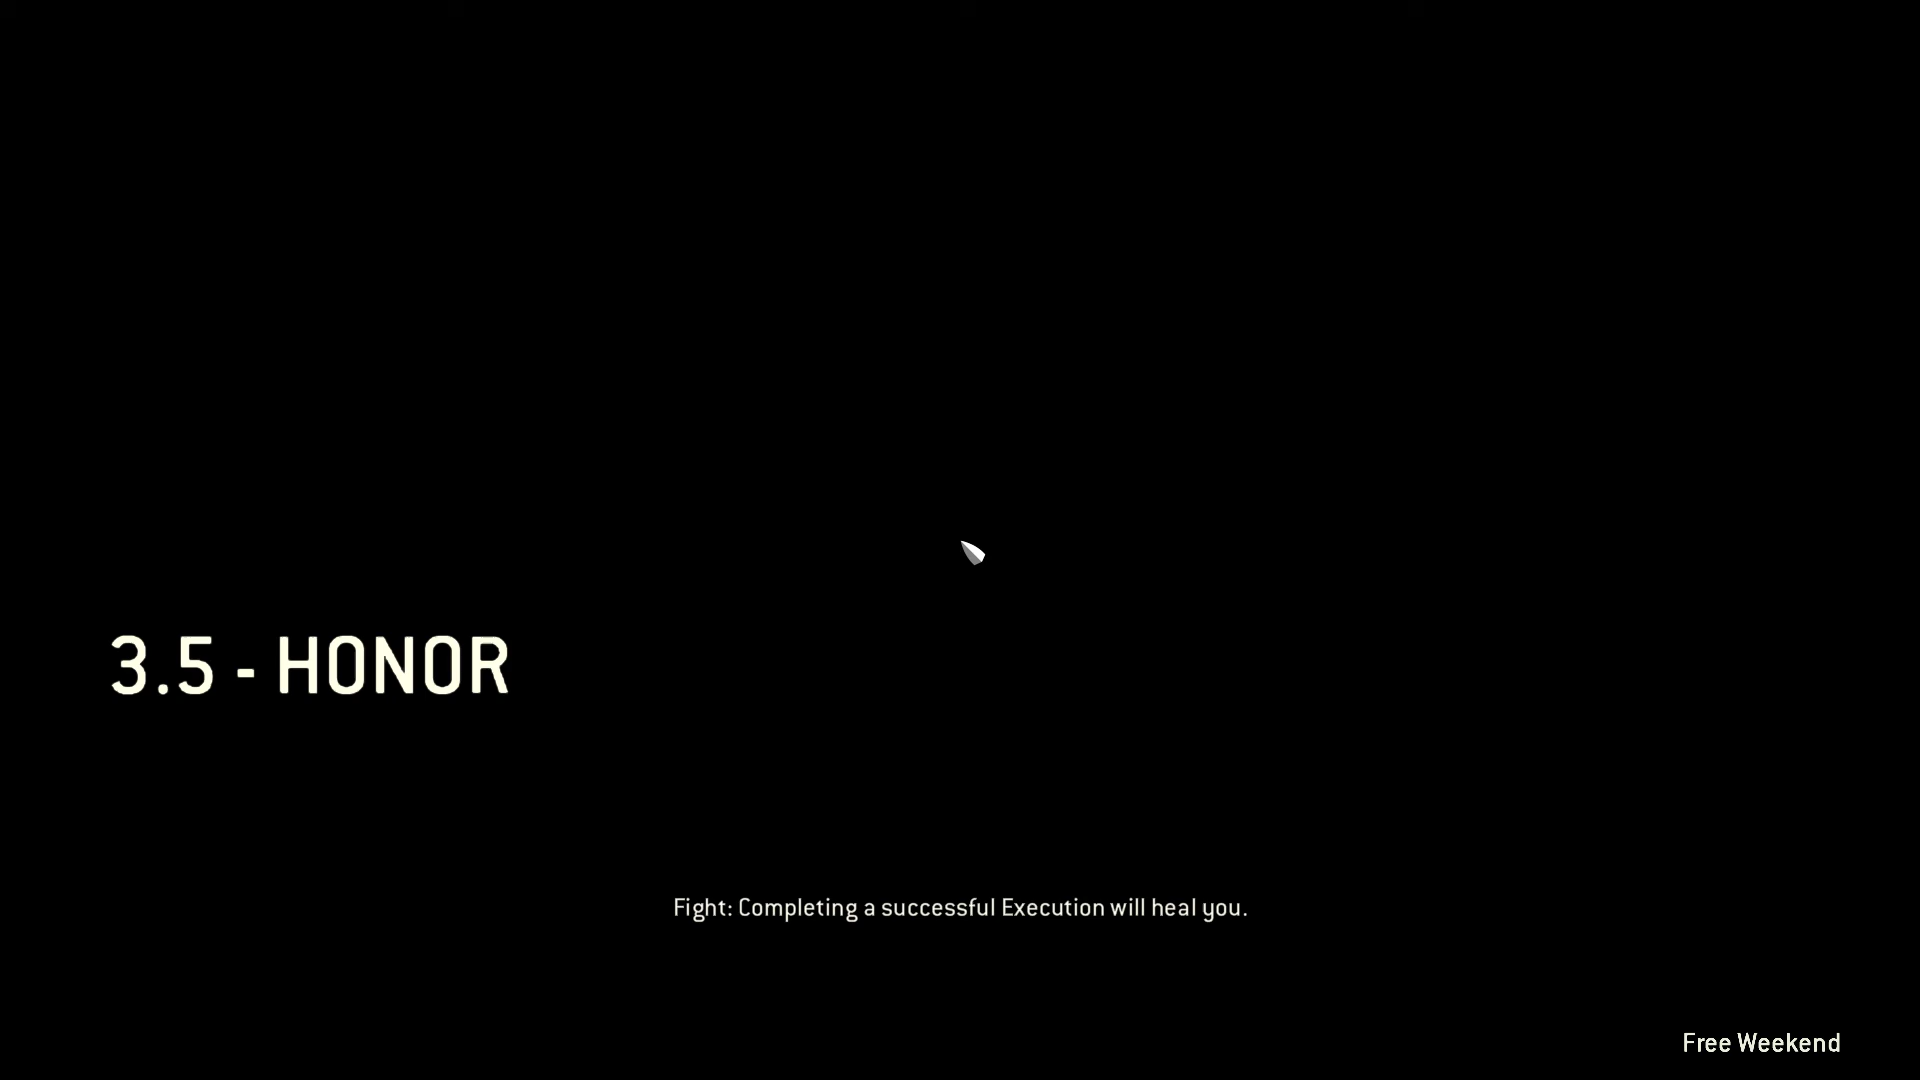 3.5 - HONOR
Fight: Completing a successful Execution will heal you.
Free Weekend